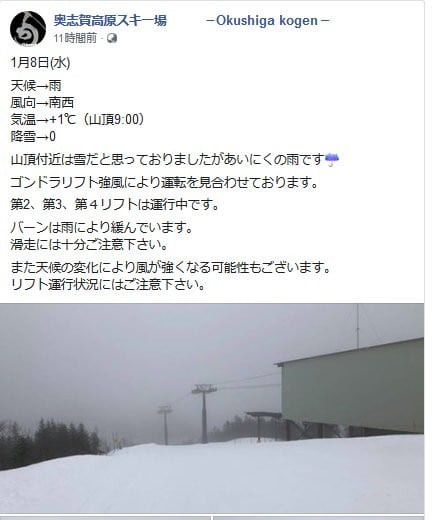 奥志賀高原スキー場 －Okushiga kogen－
11時間前・
1月8日(水)
天候→雨
風向→南西
気温→+1℃（山頂9:00）
降雪→0
山頂付近は雪だと思っておりましたがあいにくの雨です☔
ゴンドラリフト強風により運転を見合わせております。
第2、第3、第４リフトは運行中です。
バーンは雨により緩んでいます。
滑走には十分ご注意下さい。
また天候の変化により風が強くなる可能性もございます。
リフト運行状況にはご注意下さい。